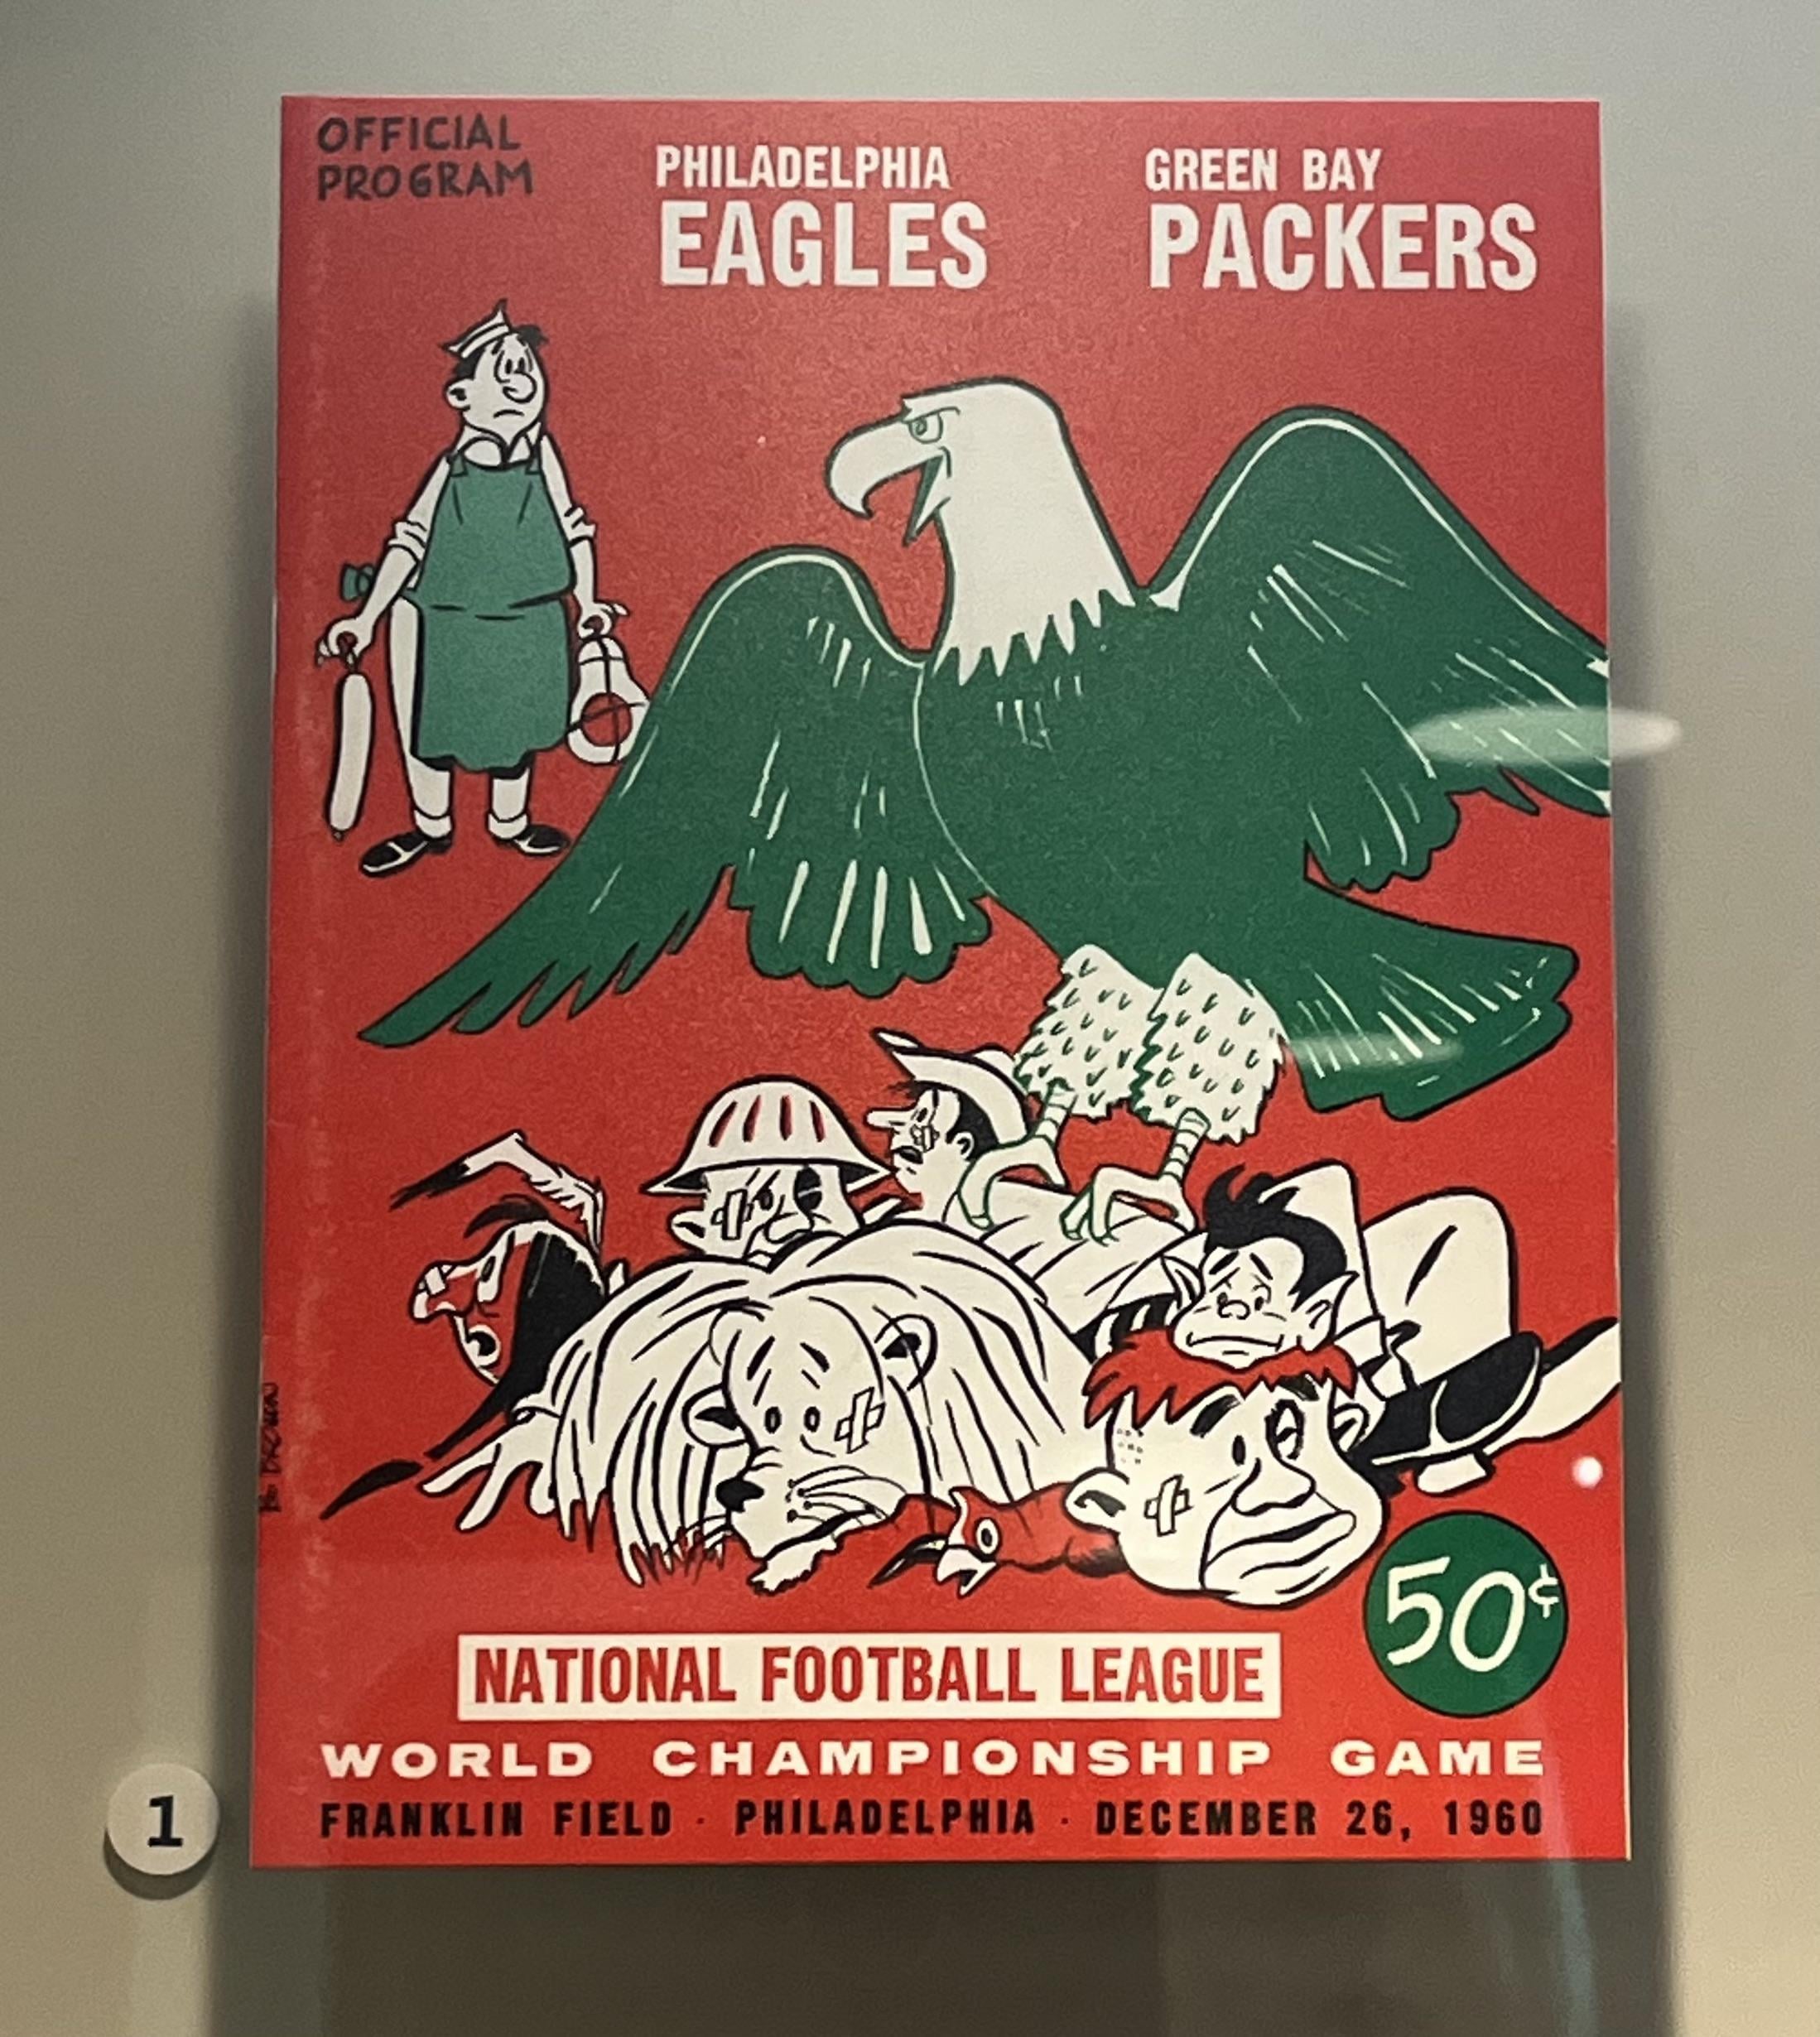 OFFICIAL
PROGRAM
PHILADELPHIA
EAGLES
GREEN BAY
PACKERS
50¢
NATIONAL FOOTBALL LEAGUE
WORLD CHAMPIONSHIP GAME
FRANKLIN FIELD · PHILADELPHIA · DECEMBER 26, 1960
1